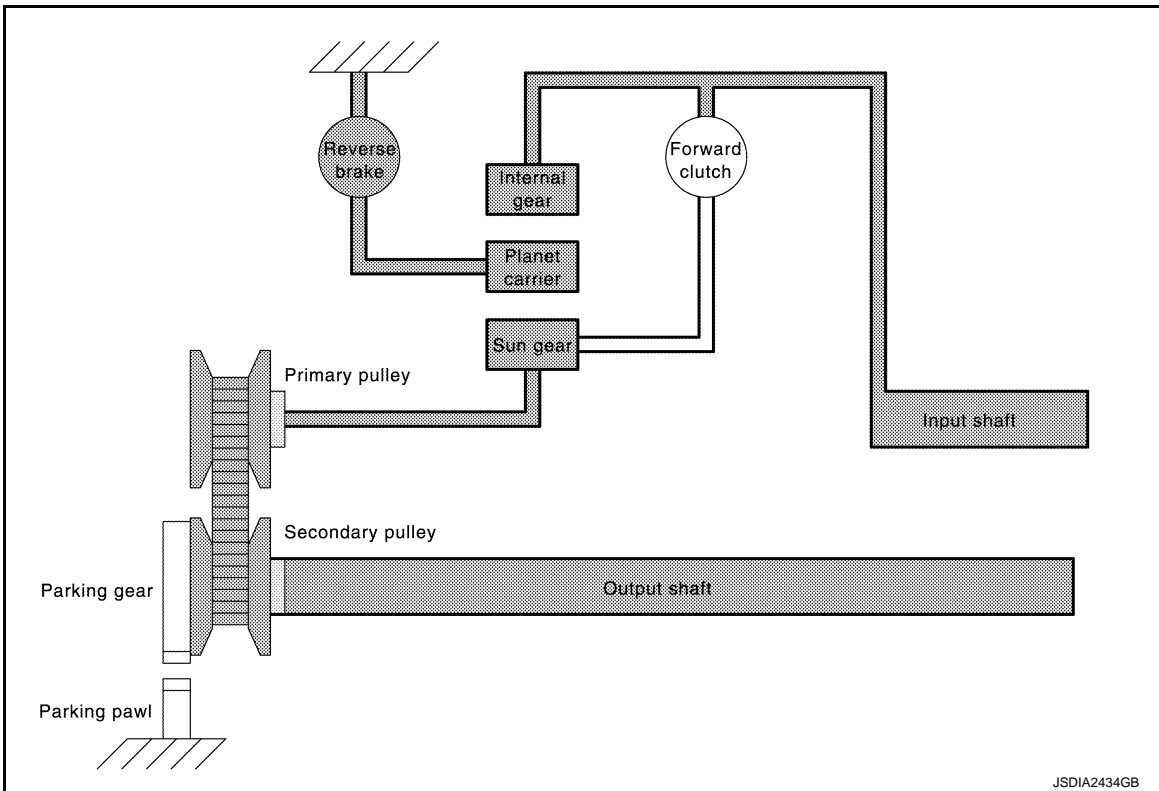 Reverse
brake
Internal
gear
Forward
clutch
Planet
carrier
Sun gear
Primary pulley
Input shaft
Secondary pulley
Parking gear
Output shaft
Parking pawl
JSDIA2434GB